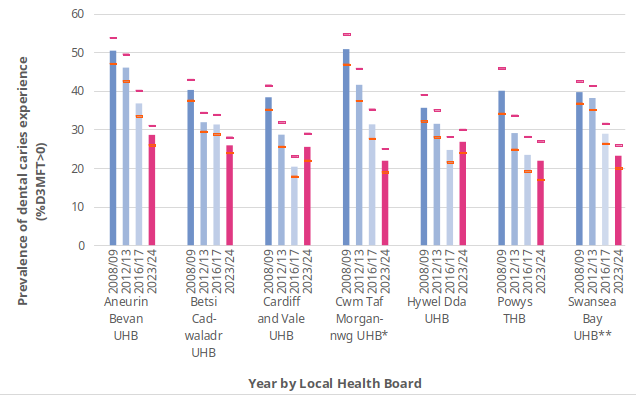 Prevalence of dental caries experience
(%D3MFT>0)
60
50
40
30
20
10
0
2008/09
2012/13
2016/17
2023/24
2008/09
2012/13
2016/17
2023/24
2008/09
2012/13
2016/17
2023/24
2008/09
2012/13
2016/17
2023/24
2008/09
2012/13
2016/17
2023/24
2008/09
2012/13
2016/17
2023/24
2008/09
2012/13
2016/17
2023/24
Aneurin
Bevan
UHB
Betsi
Cad-
waladr
UHB
Cardiff
and Vale
UHB
Cwm Taf
Morgan-
nwg UHB*
Hywel Dda
UHB
Powys
THB
Swansea
Bay
UHB**
Year by Local Health Board